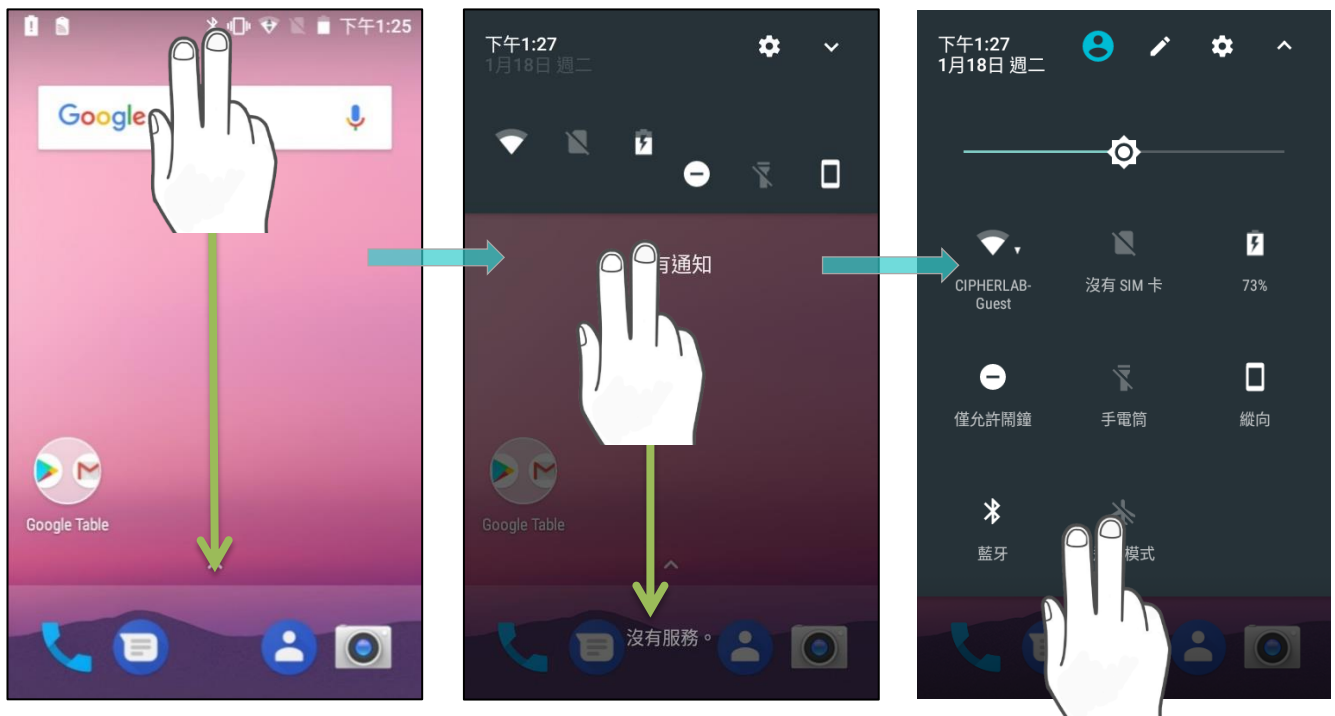 下午1:25
Google
Google Table
下午1:27
1月18日 週二
有通知
Google Table
沒有服務。
下午1:27
1月18日 週二
CIPHERLAB-
Guest
沒有 SIM 卡
73%
僅允許鬧鐘
手電筒
縱向
藍牙
模式